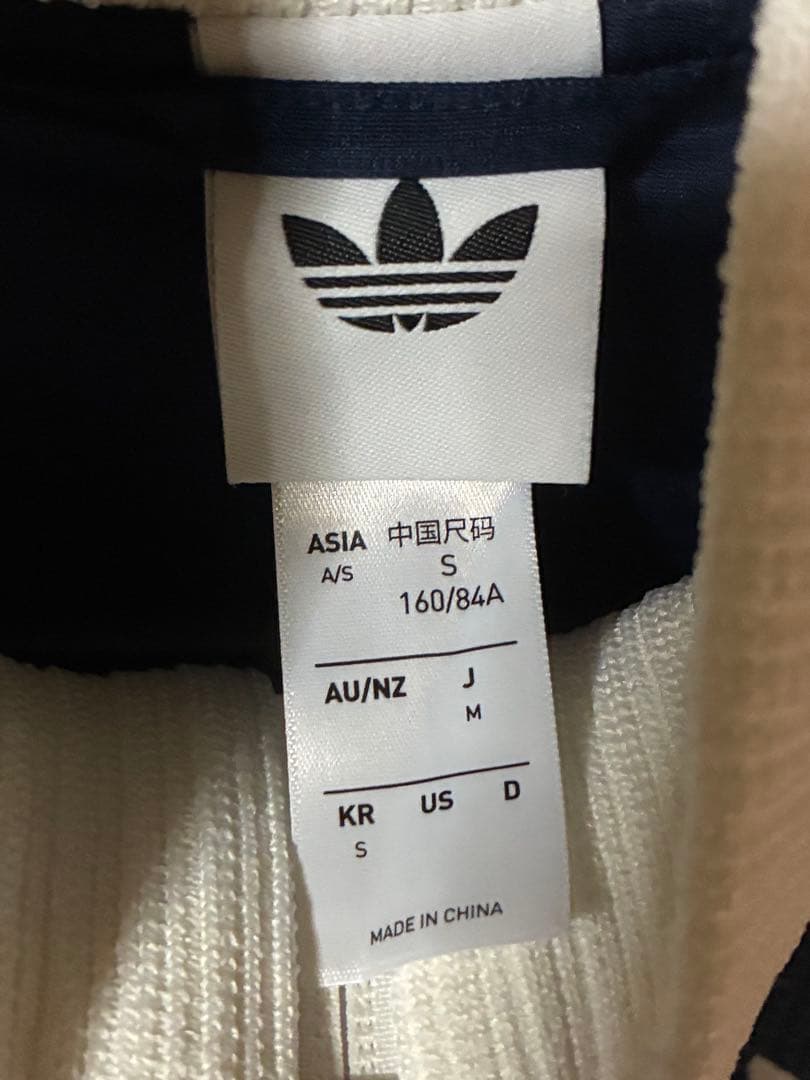 ASIA 中国尺码
A/S S
160/84A
AU/NZ J
M
KR US D
S
MADE IN CHINA